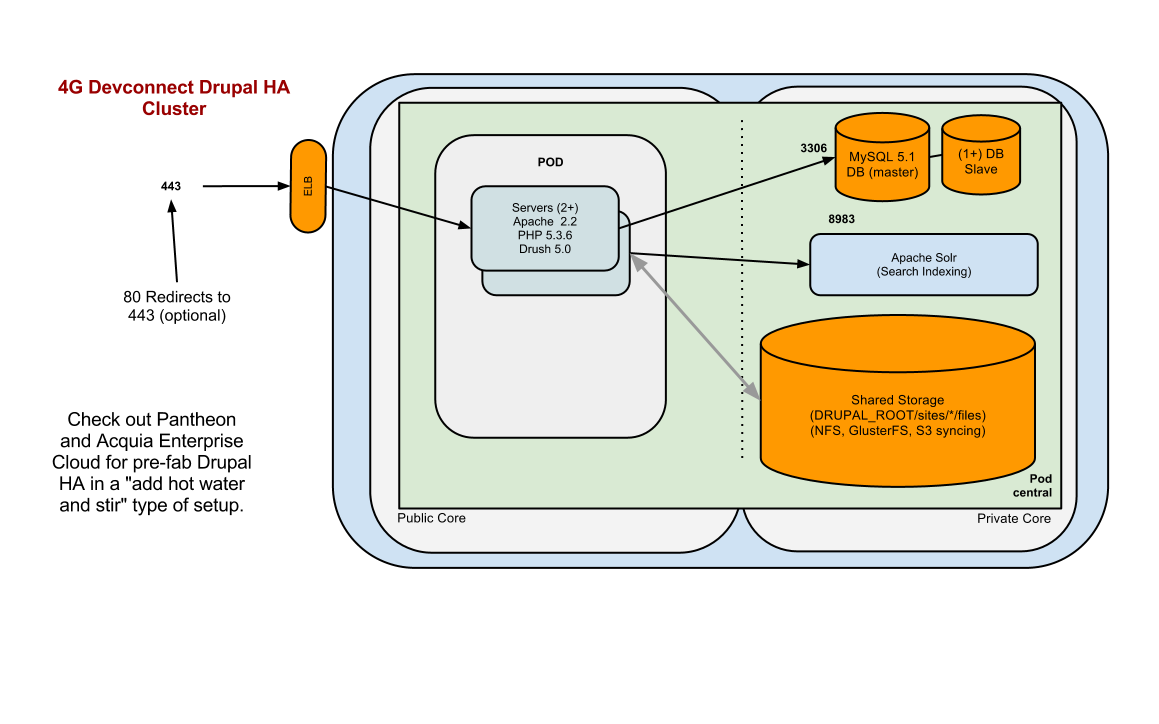 4G Devconnect Drupal HA
Cluster
443
80 Redirects to
443 (optional)
Check out Pantheon
and Acquia Enterprise
Cloud for pre-fab Drupal
HA in a "add hot water
and stir" type of setup.
ELB
POD
Servers (2+)
Apache 2.2
PHP 5.3.6
Drush 5.0
3306
MySQL 5.1
DB (master)
(1+) DB
Slave
8983
Apache Solr
(Search Indexing)
Shared Storage
(DRUPAL_ROOT/sites/*/files)
(NFS, GlusterFS, S3 syncing)
Pod
central
Public Core
Private Core